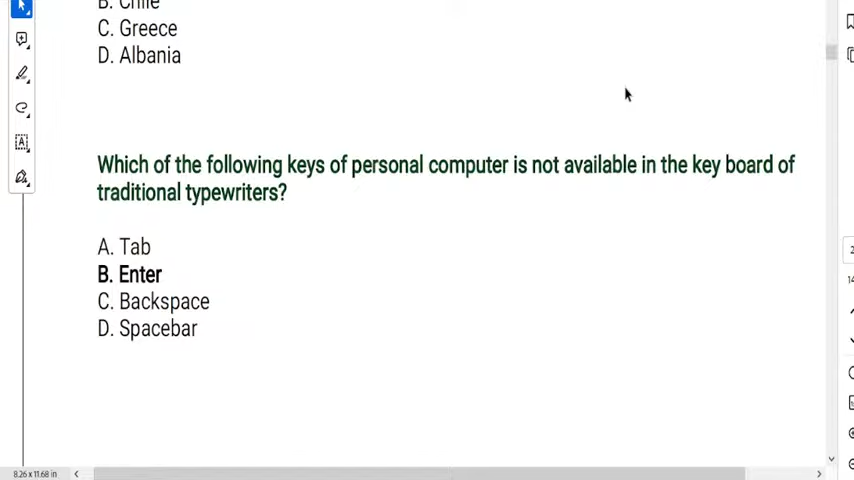 B. Chile
C. Greece
D. Albania
Which of the following keys of personal computer is not available in the key board of
traditional typewriters?
A. Tab
B. Enter
C. Backspace
D. Spacebar
8.26 x 11.68 in